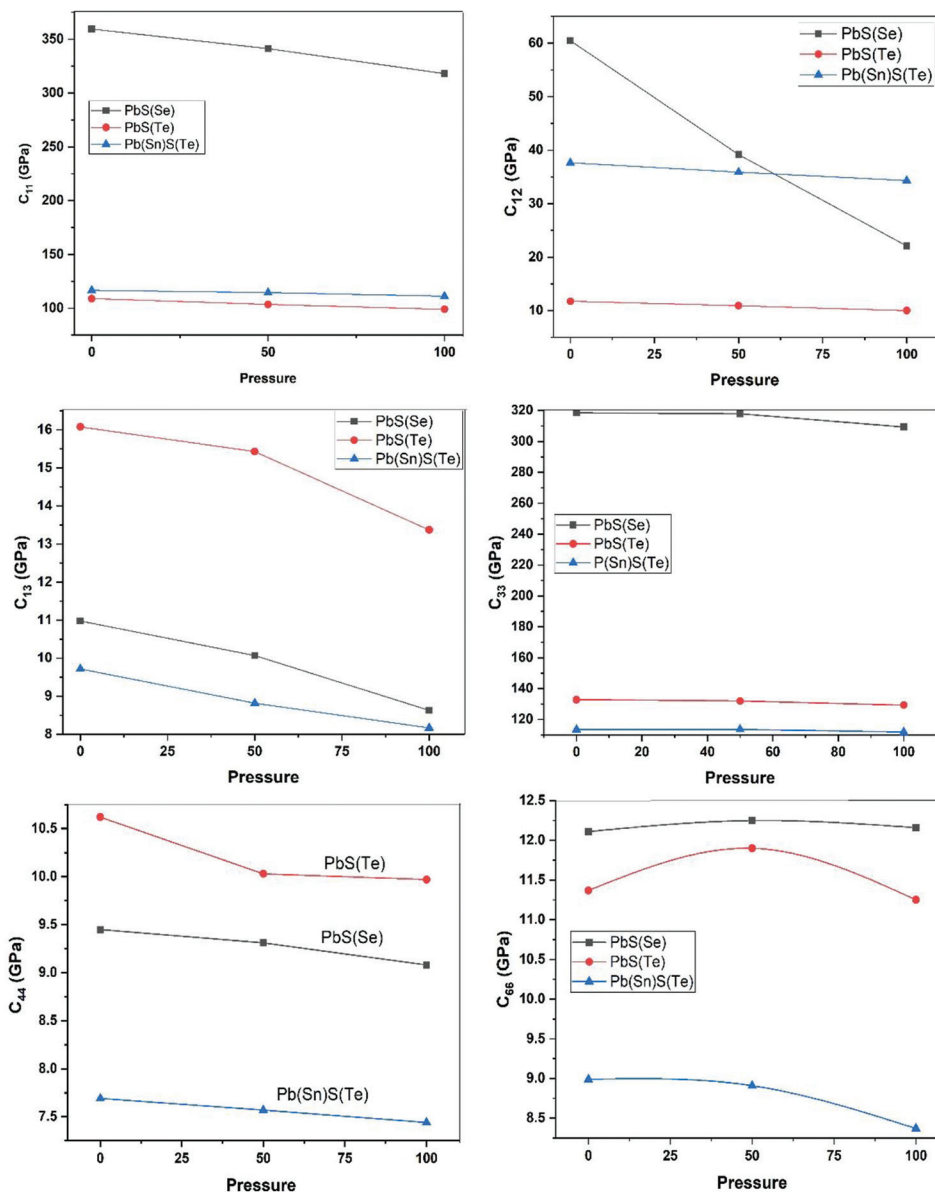 350
300
250
200
150
100
C11 (GPa)
PbS(Se)
PbS(Te)
Pb(Sn)S(Te)
0 50 100
Pressure
60
50
40
30
20
10
C12 (GPa)
PbS(Se)
PbS(Te)
Pb(Sn)S(Te)
0 25 50 75 100
Pressure
16
15
14
13
12
11
10
9
8
C13 (GPa)
PbS(Se)
PbS(Te)
Pb(Sn)S(Te)
0 25 50 75 100
Pressure
320
300
280
260
240
220
200
180
160
140
120
C33 (GPa)
PbS(Se)
PbS(Te)
P(Sn)S(Te)
0 20 40 60 80 100
Pressure
10.5
10.0
9.5
9.0
8.5
8.0
7.5
C44 (GPa)
PbS(Te)
PbS(Se)
Pb(Sn)S(Te)
0 25 50 75 100
Pressure
12.5
12.0
11.5
11.0
10.5
10.0
9.5
9.0
8.5
C66 (GPa)
PbS(Se)
PbS(Te)
Pb(Sn)S(Te)
0 25 50 75 100
Pressure